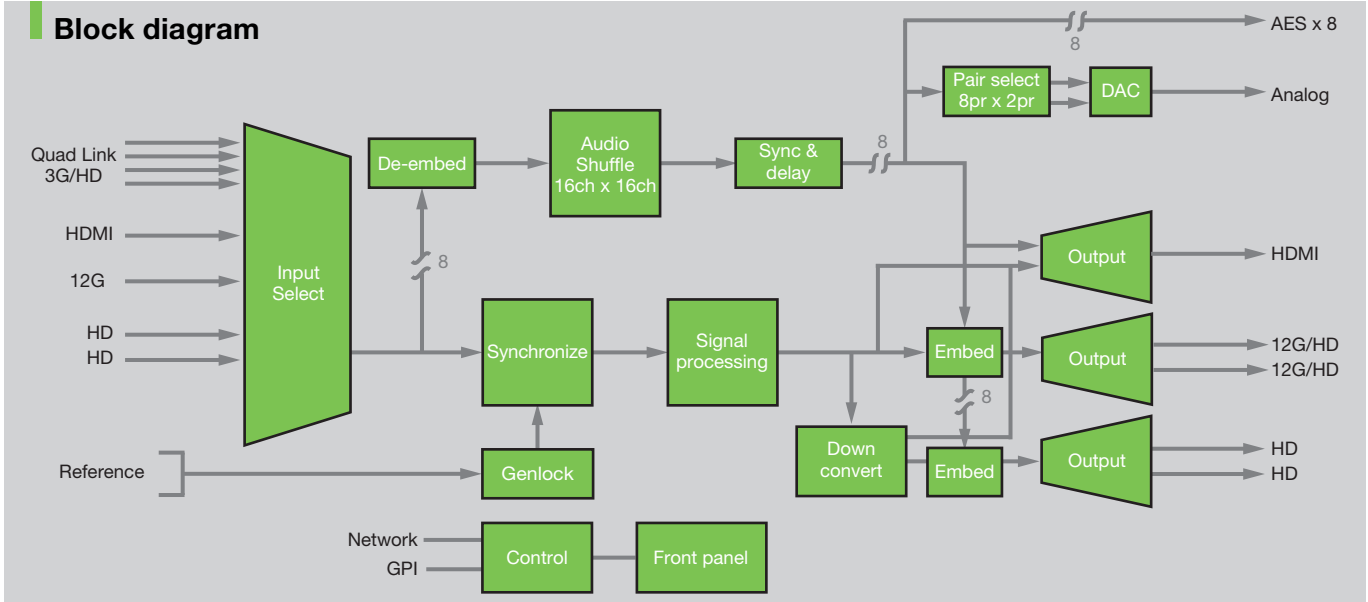 Block diagram
8
AES x 8
Pair select
8pr x 2pr
DAC
Analog
Quad Link
3G/HD
De-embed
Audio
Shuffle
16ch x 16ch
Sync &
delay
8
HDMI
12G
HD
HD
Input
Select
8
Output
HDMI
Synchronize
Signal
processing
Embed
Output
12G/HD
12G/HD
8
Reference
Genlock
Down
convert
Embed
Output
HD
HD
Network
GPI
Control
Front panel